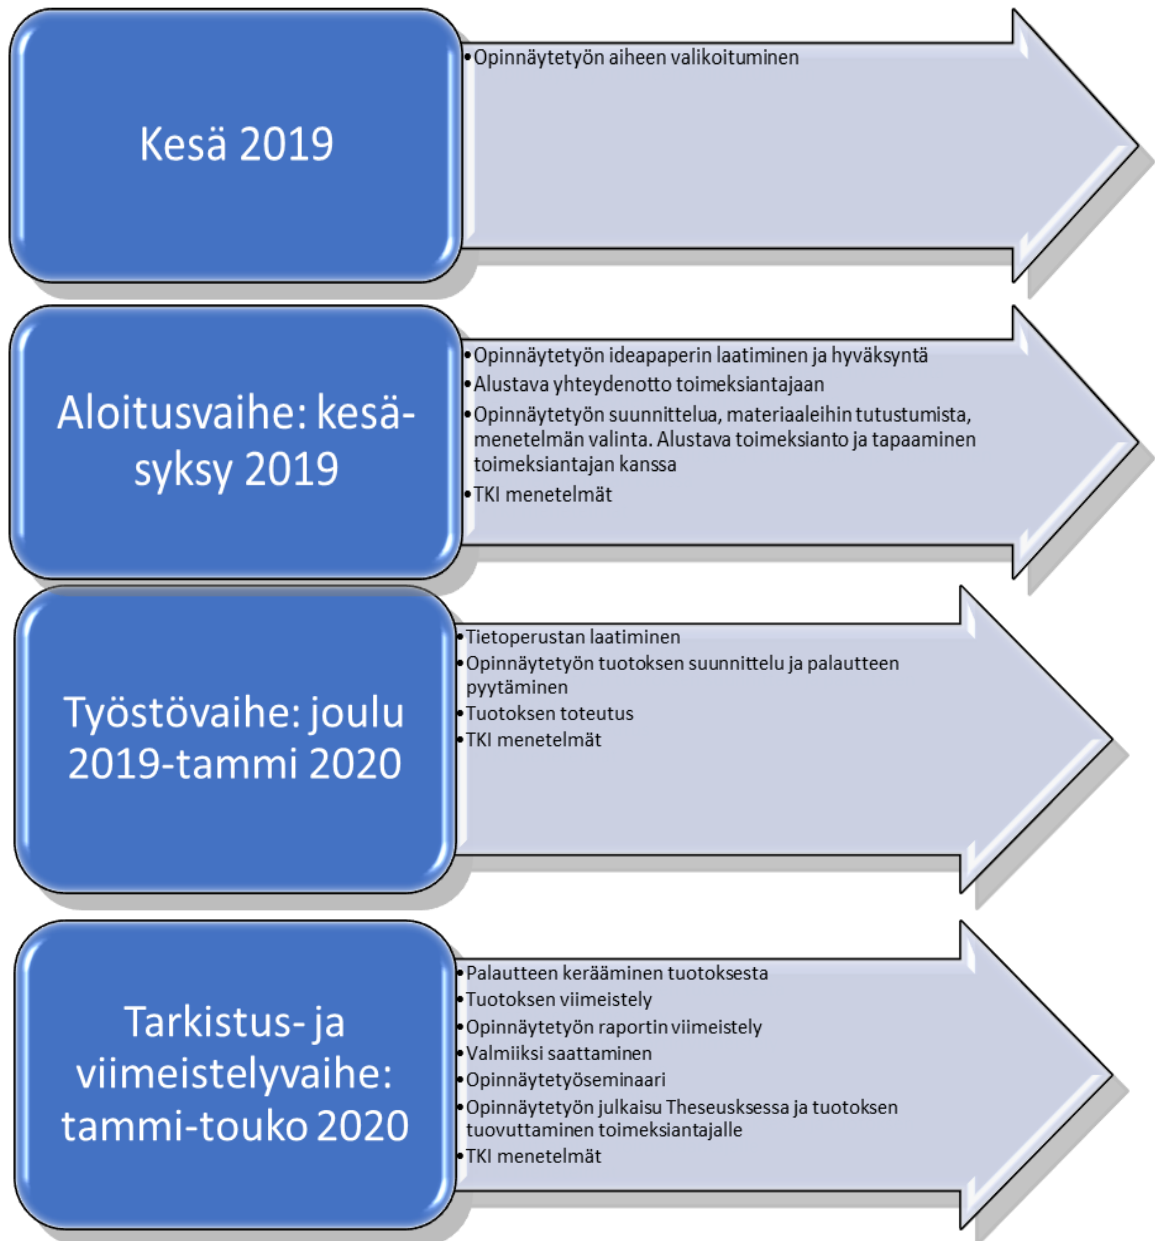 Kesä 2019
•Opinnäytetyön aiheen valikoituminen
Aloitusvaihe: kesä-
syksy 2019
•Opinnäytetyön ideapaperin laatiminen ja hyväksyntä
•Alustava yhteydenotto toimeksiantajaan
•Opinnäytetyön suunnittelua, materiaaleihin tutustumista,
menetelmän valinta. Alustava toimeksianto ja tapaaminen
toimeksiantajan kanssa
•TKI menetelmät
Työstövaihe: joulu
2019-tammi 2020
•Tietoperustan laatiminen
•Opinnäytetyön tuotoksen suunnittelu ja palautteen
pyytäminen
•Tuotoksen toteutus
•TKI menetelmät
Tarkistus- ja
viimeistelyvaihe:
tammi-touko 2020
•Palautteen kerääminen tuotoksesta
•Tuotoksen viimeistely
•Opinnäytetyön raportin viimeistely
•Valmiiksi saattaminen
•Opinnäytetyöseminaari
•Opinnäytetyön julkaisu Theseuksessa ja tuotoksen
tuovuttaminen toimeksiantajalle
•TKI menetelmät